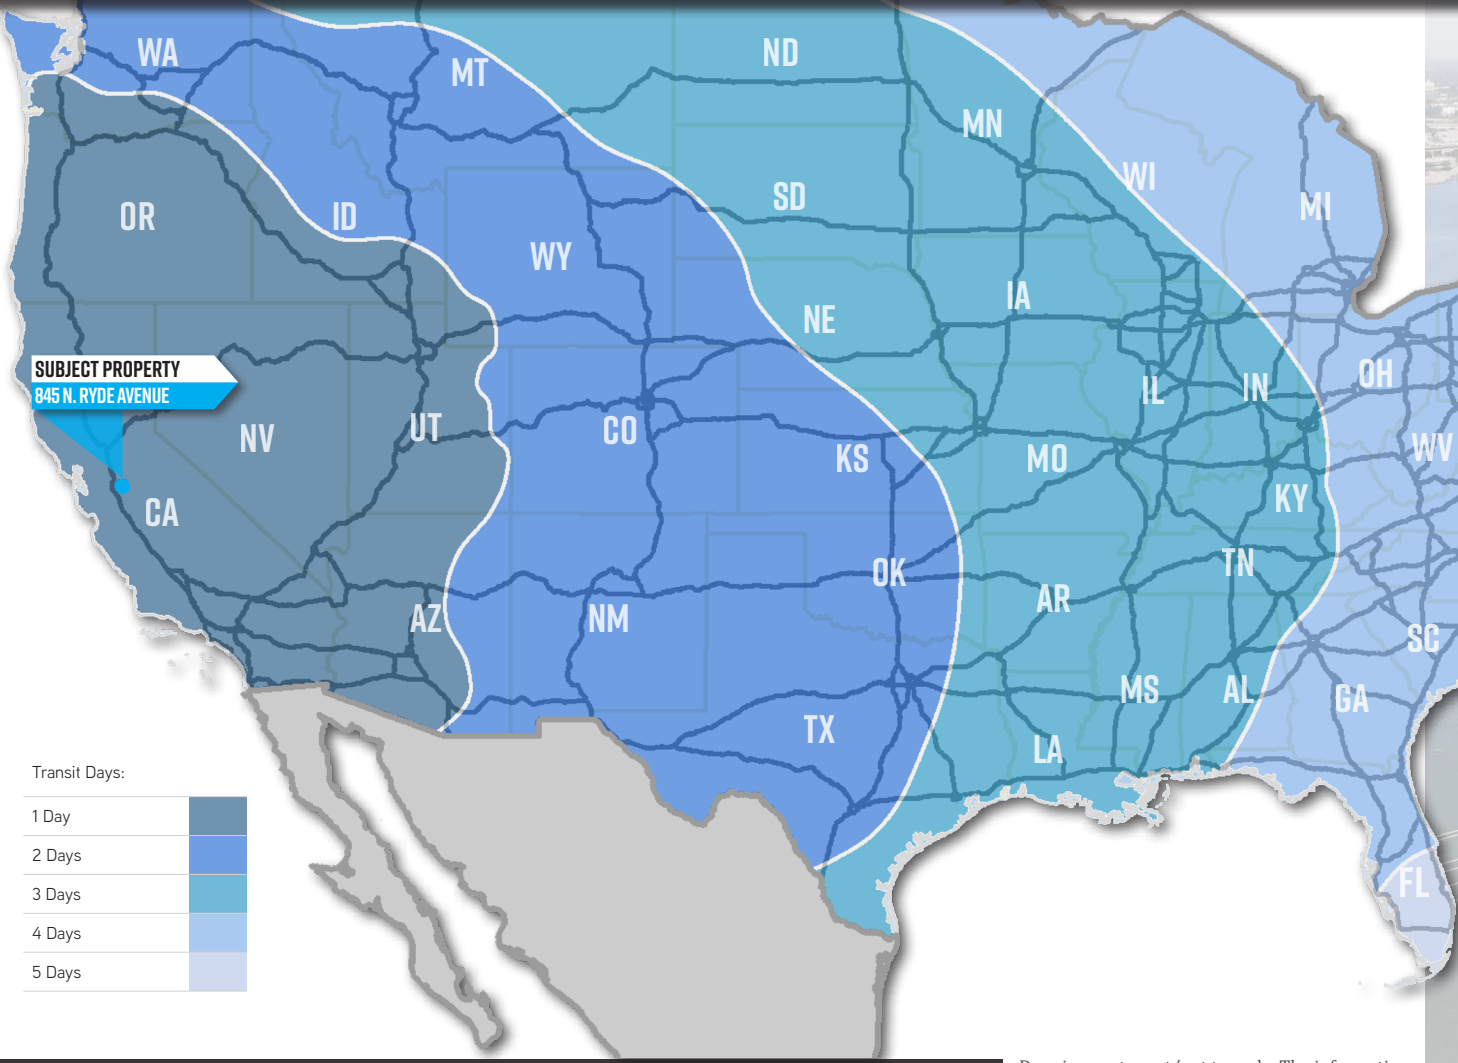 WA
MT
ND
MN
WI
MI
OR
ID
WY
SD
NE
IA
SUBJECT PROPERTY
845 N. RYDE AVENUE
NV
UT
CO
KS
MO
IL
IN
OH
WV
KY
CA
AZ
NM
OK
AR
TN
SC
TX
LA
MS
AL
GA
FL
Transit Days:
1 Day
2 Days
3 Days
4 Days
5 Days